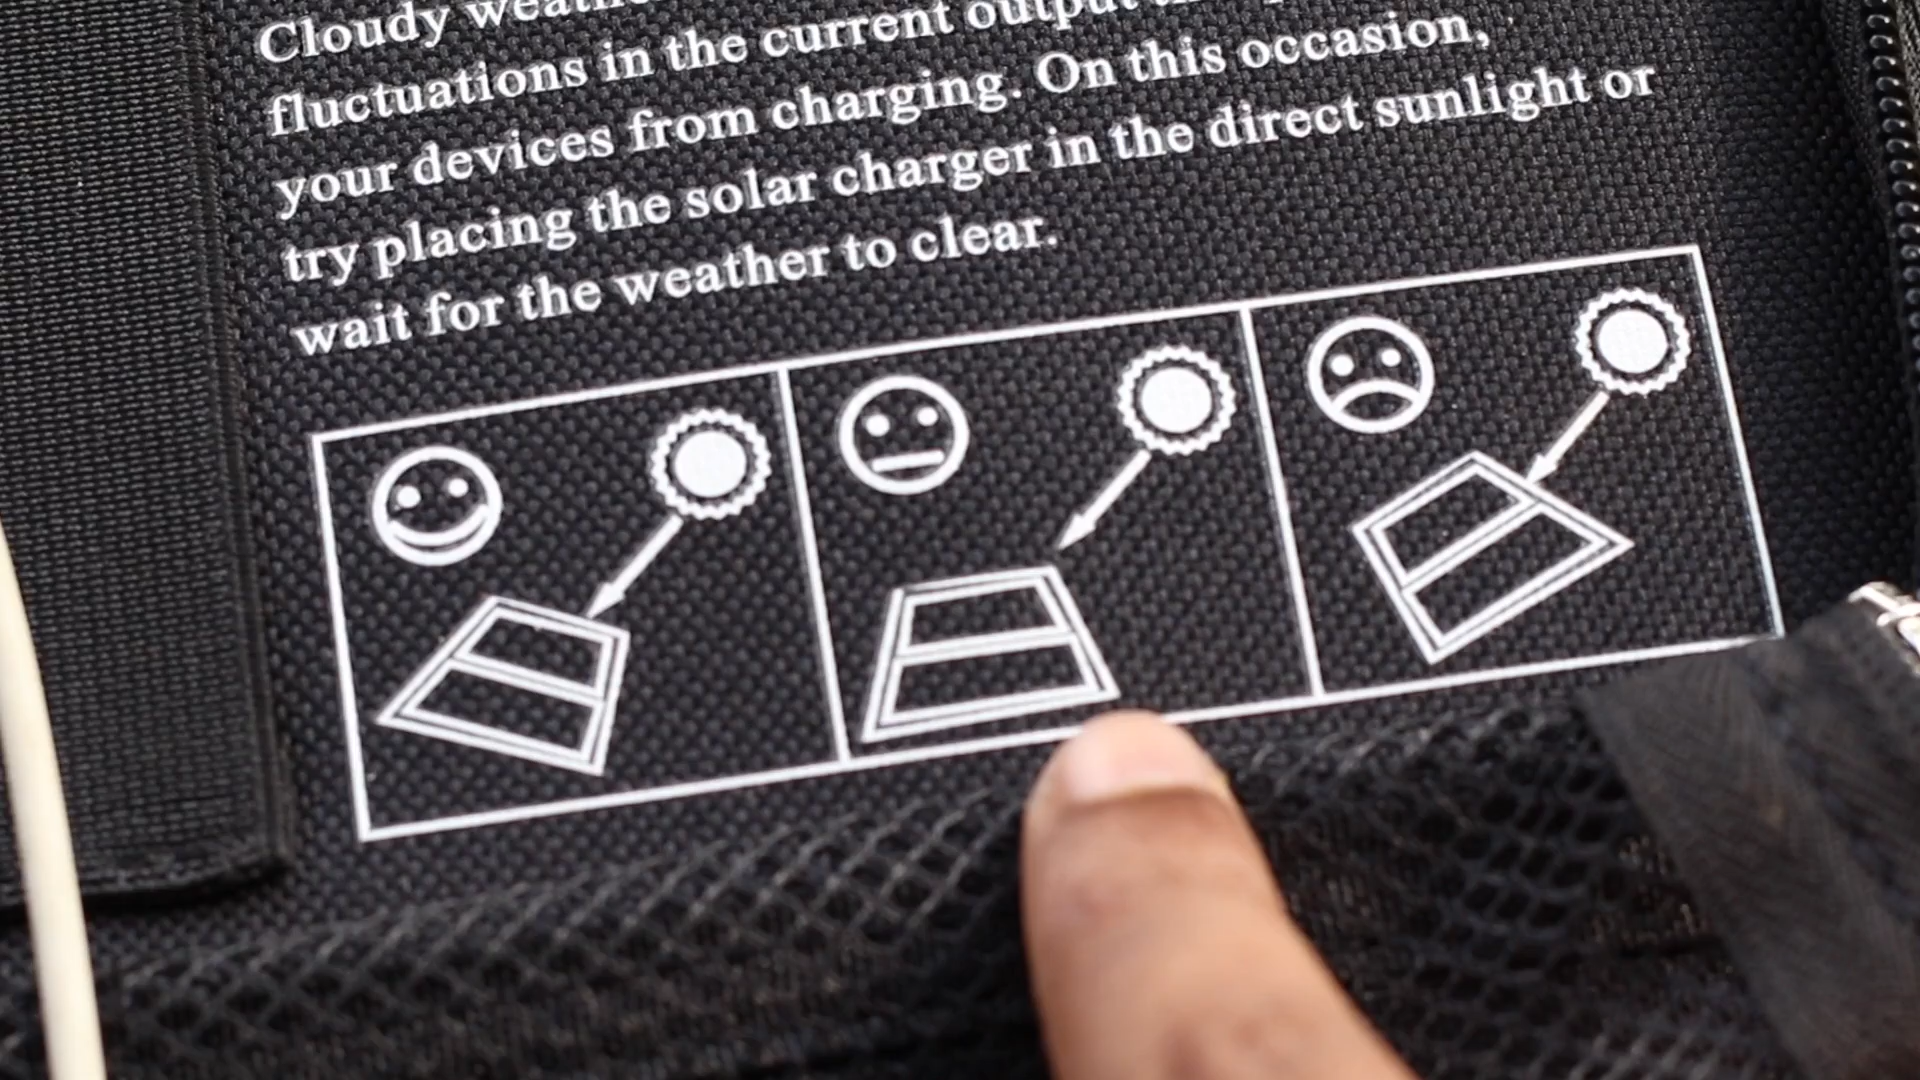 Cloudy
fluctuations in the current output
your devices from charging. On this occasion,
try placing the solar charger in the direct sunlight or
wait for the weather to clear.